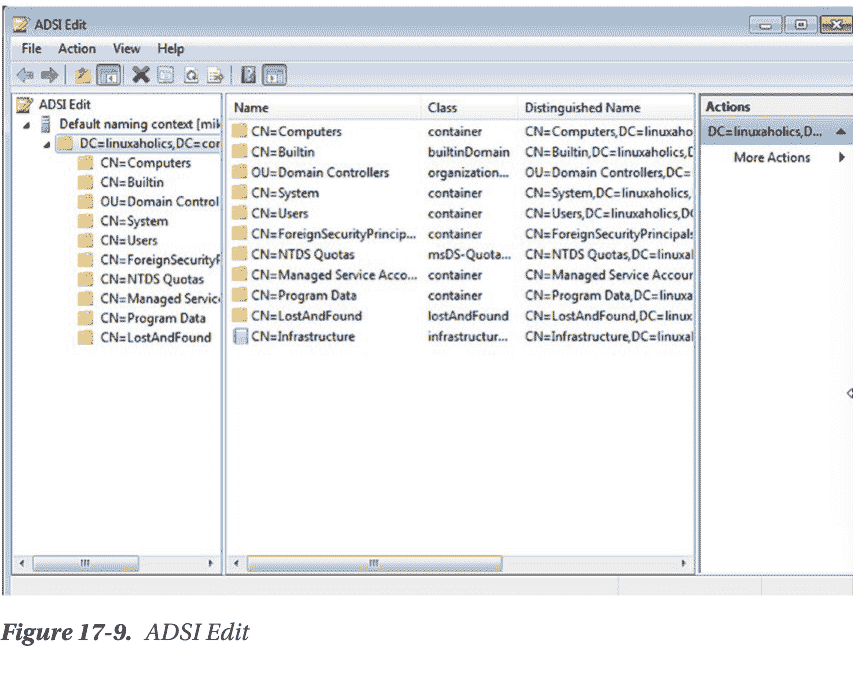 ADSI Edit
File Action View Help
ADSI Edit
Default naming context [mik
DC=linuxaholics,DC=cor
CN=Computers
CN=Builtin
OU=Domain Control
CN=System
CN=Users
CN=ForeignSecurityF
CN=NTDS Quotas
CN=Managed Servic
CN=Program Data
CN=LostAndFound
Name Class Distinguished Name
CN=Computers container CN=Computers,DC=linuxaho
CN=Builtin builtinDomain CN=Builtin,DC=linuxaholics,D
OU=Domain Controllers organization... OU=Domain Controllers,DC=
CN=System container CN=System,DC=linuxaholics,
CN=Users container CN=Users,DC=linuxaholics,D
CN=ForeignSecurityPrincip... container CN=ForeignSecurityPrincipals
CN=NTDS Quotas msDS-Quota... CN=NTDS Quotas,DC=linuxal
CN=Managed Service Acco... container CN=Managed Service Accour
CN=Program Data container CN=Program Data,DC=linuxa
CN=LostAndFound lostAndFound CN=LostAndFound,DC=linux
CN=Infrastructure infrastructur... CN=Infrastructure,DC=linuxal
Actions
DC=linuxaholics,D...
More Actions
Figure 17-9. ADSI Edit